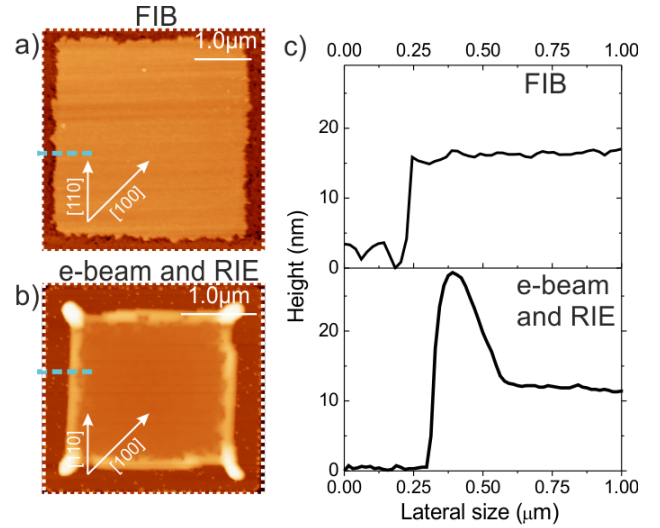 FIB
a)
1.0μm
[110]
[100]
e-beam and RIE
b)
1.0μm
[110]
[100]
c)
0.00 0.25 0.50 0.75 1.00
FIB
20
10
0
e-beam
and RIE
20
10
0
Height (nm)
0.00 0.25 0.50 0.75 1.00
Lateral size (μm)